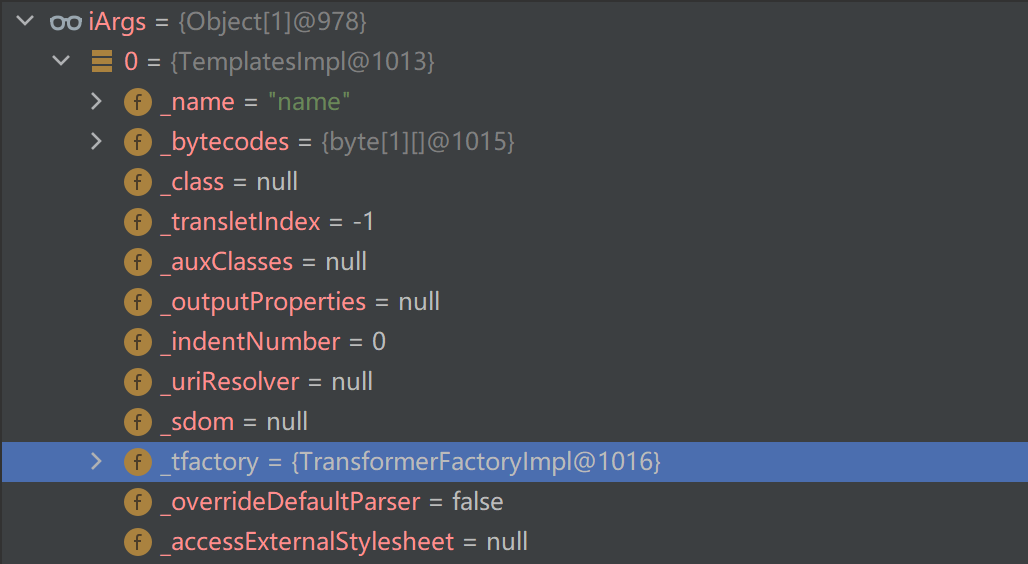 iArgs = {Object[1]@978}
0 = {TemplatesImpl@1013}
f _name = "name"
f _bytecodes = {byte[1][]@1015}
f _class = null
f _transletIndex = -1
f _auxClasses = null
f _outputProperties = null
f _indentNumber = 0
f _uriResolver = null
f _sdom = null
f _tfactory = {TransformerFactoryImpl@1016}
f _overrideDefaultParser = false
f _accessExternalStylesheet = null